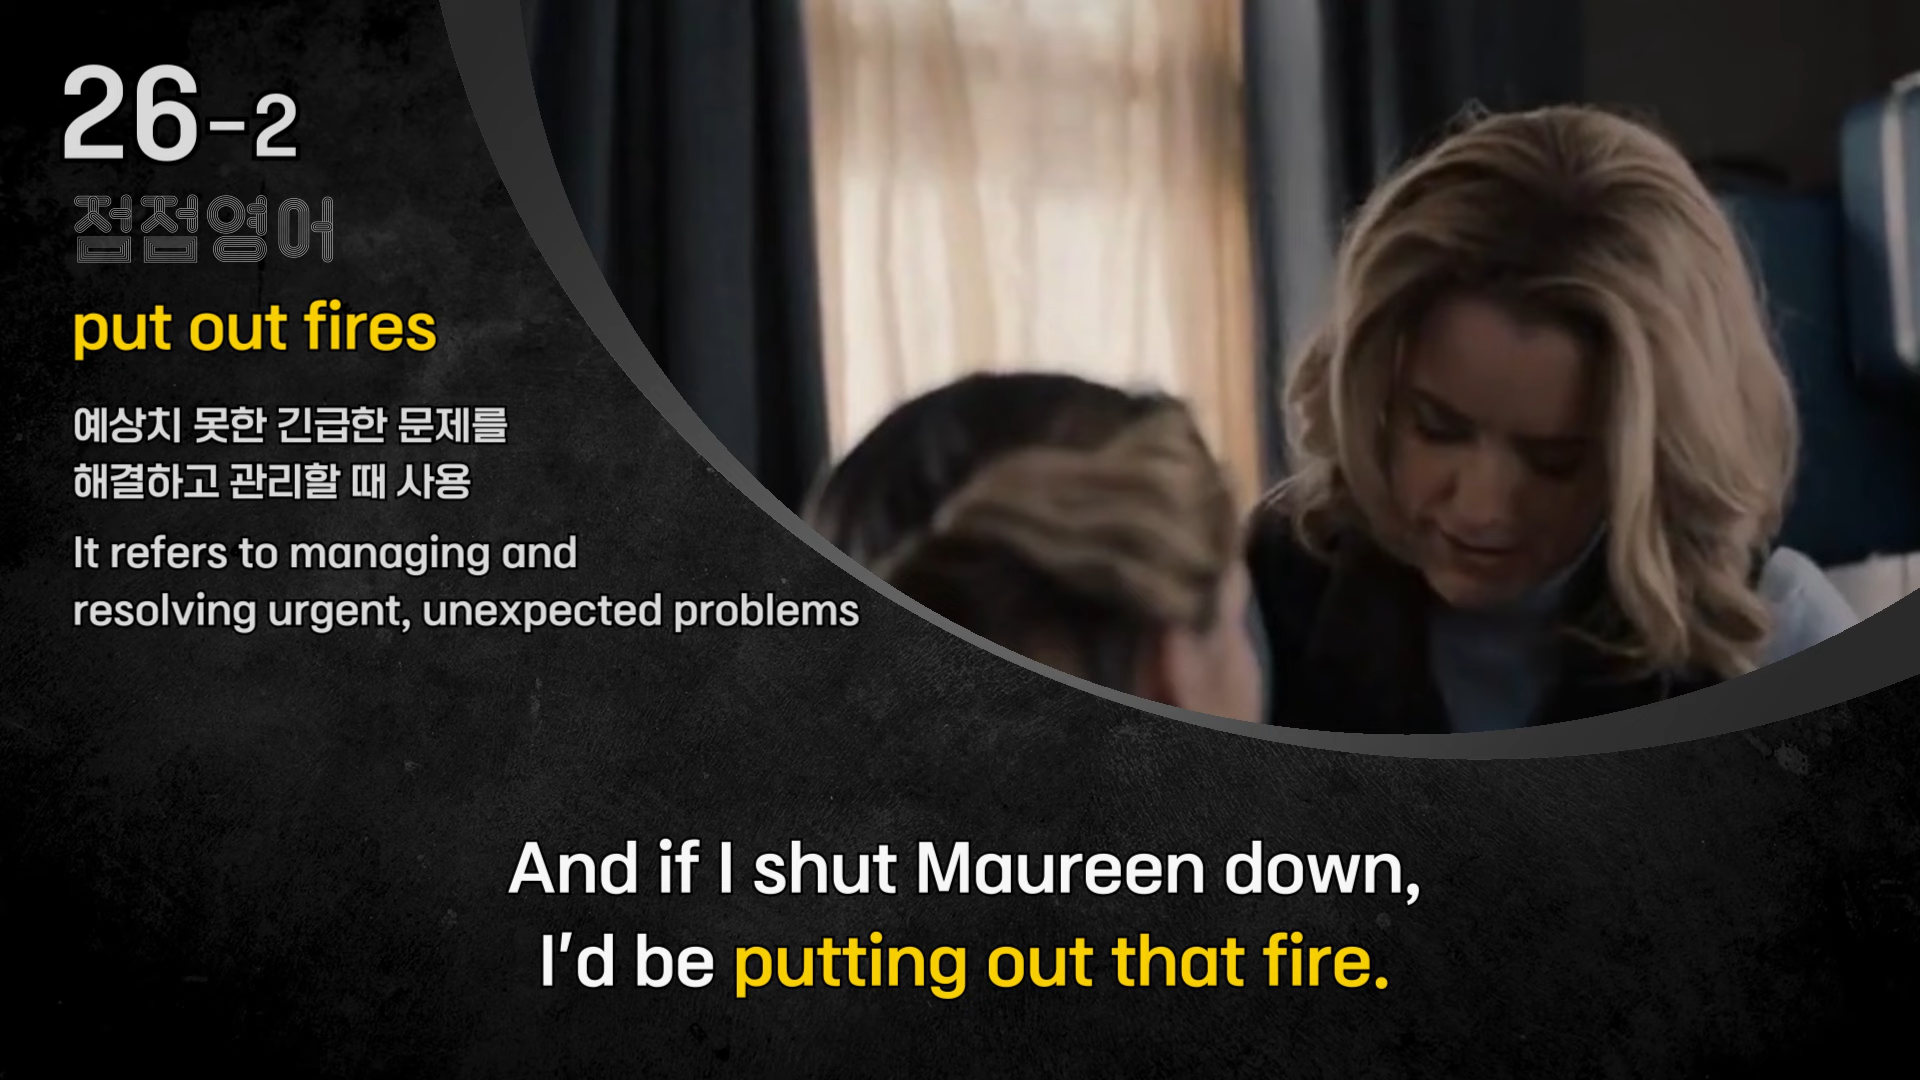 26-2
점점영어
put out fires
예상치 못한 긴급한 문제를
해결하고 관리할 때 사용
It refers to managing and
resolving urgent, unexpected problems
And if I shut Maureen down,
I'd be putting out that fire.